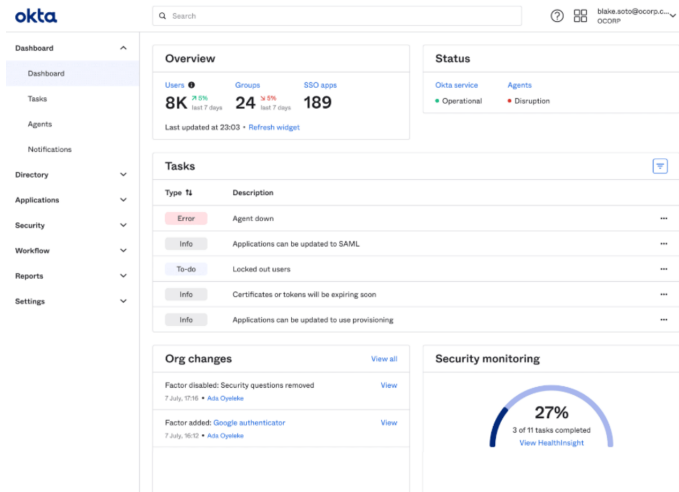 okta
Search
blake.soto@ocorp.c...
OCORP
Dashboard
Dashboard
Tasks
Agents
Notifications
Directory
Applications
Security
Workflow
Reports
Settings
Overview
Users Groups SSO apps
8K 5% last 7 days 24 5% last 7 days 189
Last updated at 23:03 • Refresh widget
Status
Okta service Agents
Operational Disruption
Tasks
Type Description
Error Agent down
Info Applications can be updated to SAML
To-do Locked out users
Info Certificates or tokens will be expiring soon
Info Applications can be updated to use provisioning
Org changes View all
Factor disabled: Security questions removed View
7 July, 17:16 • Ada Oyeleke
Factor added: Google authenticator View
7 July, 16:12 • Ada Oyeleke
Security monitoring
27%
3 of 11 tasks completed
View HealthInsight